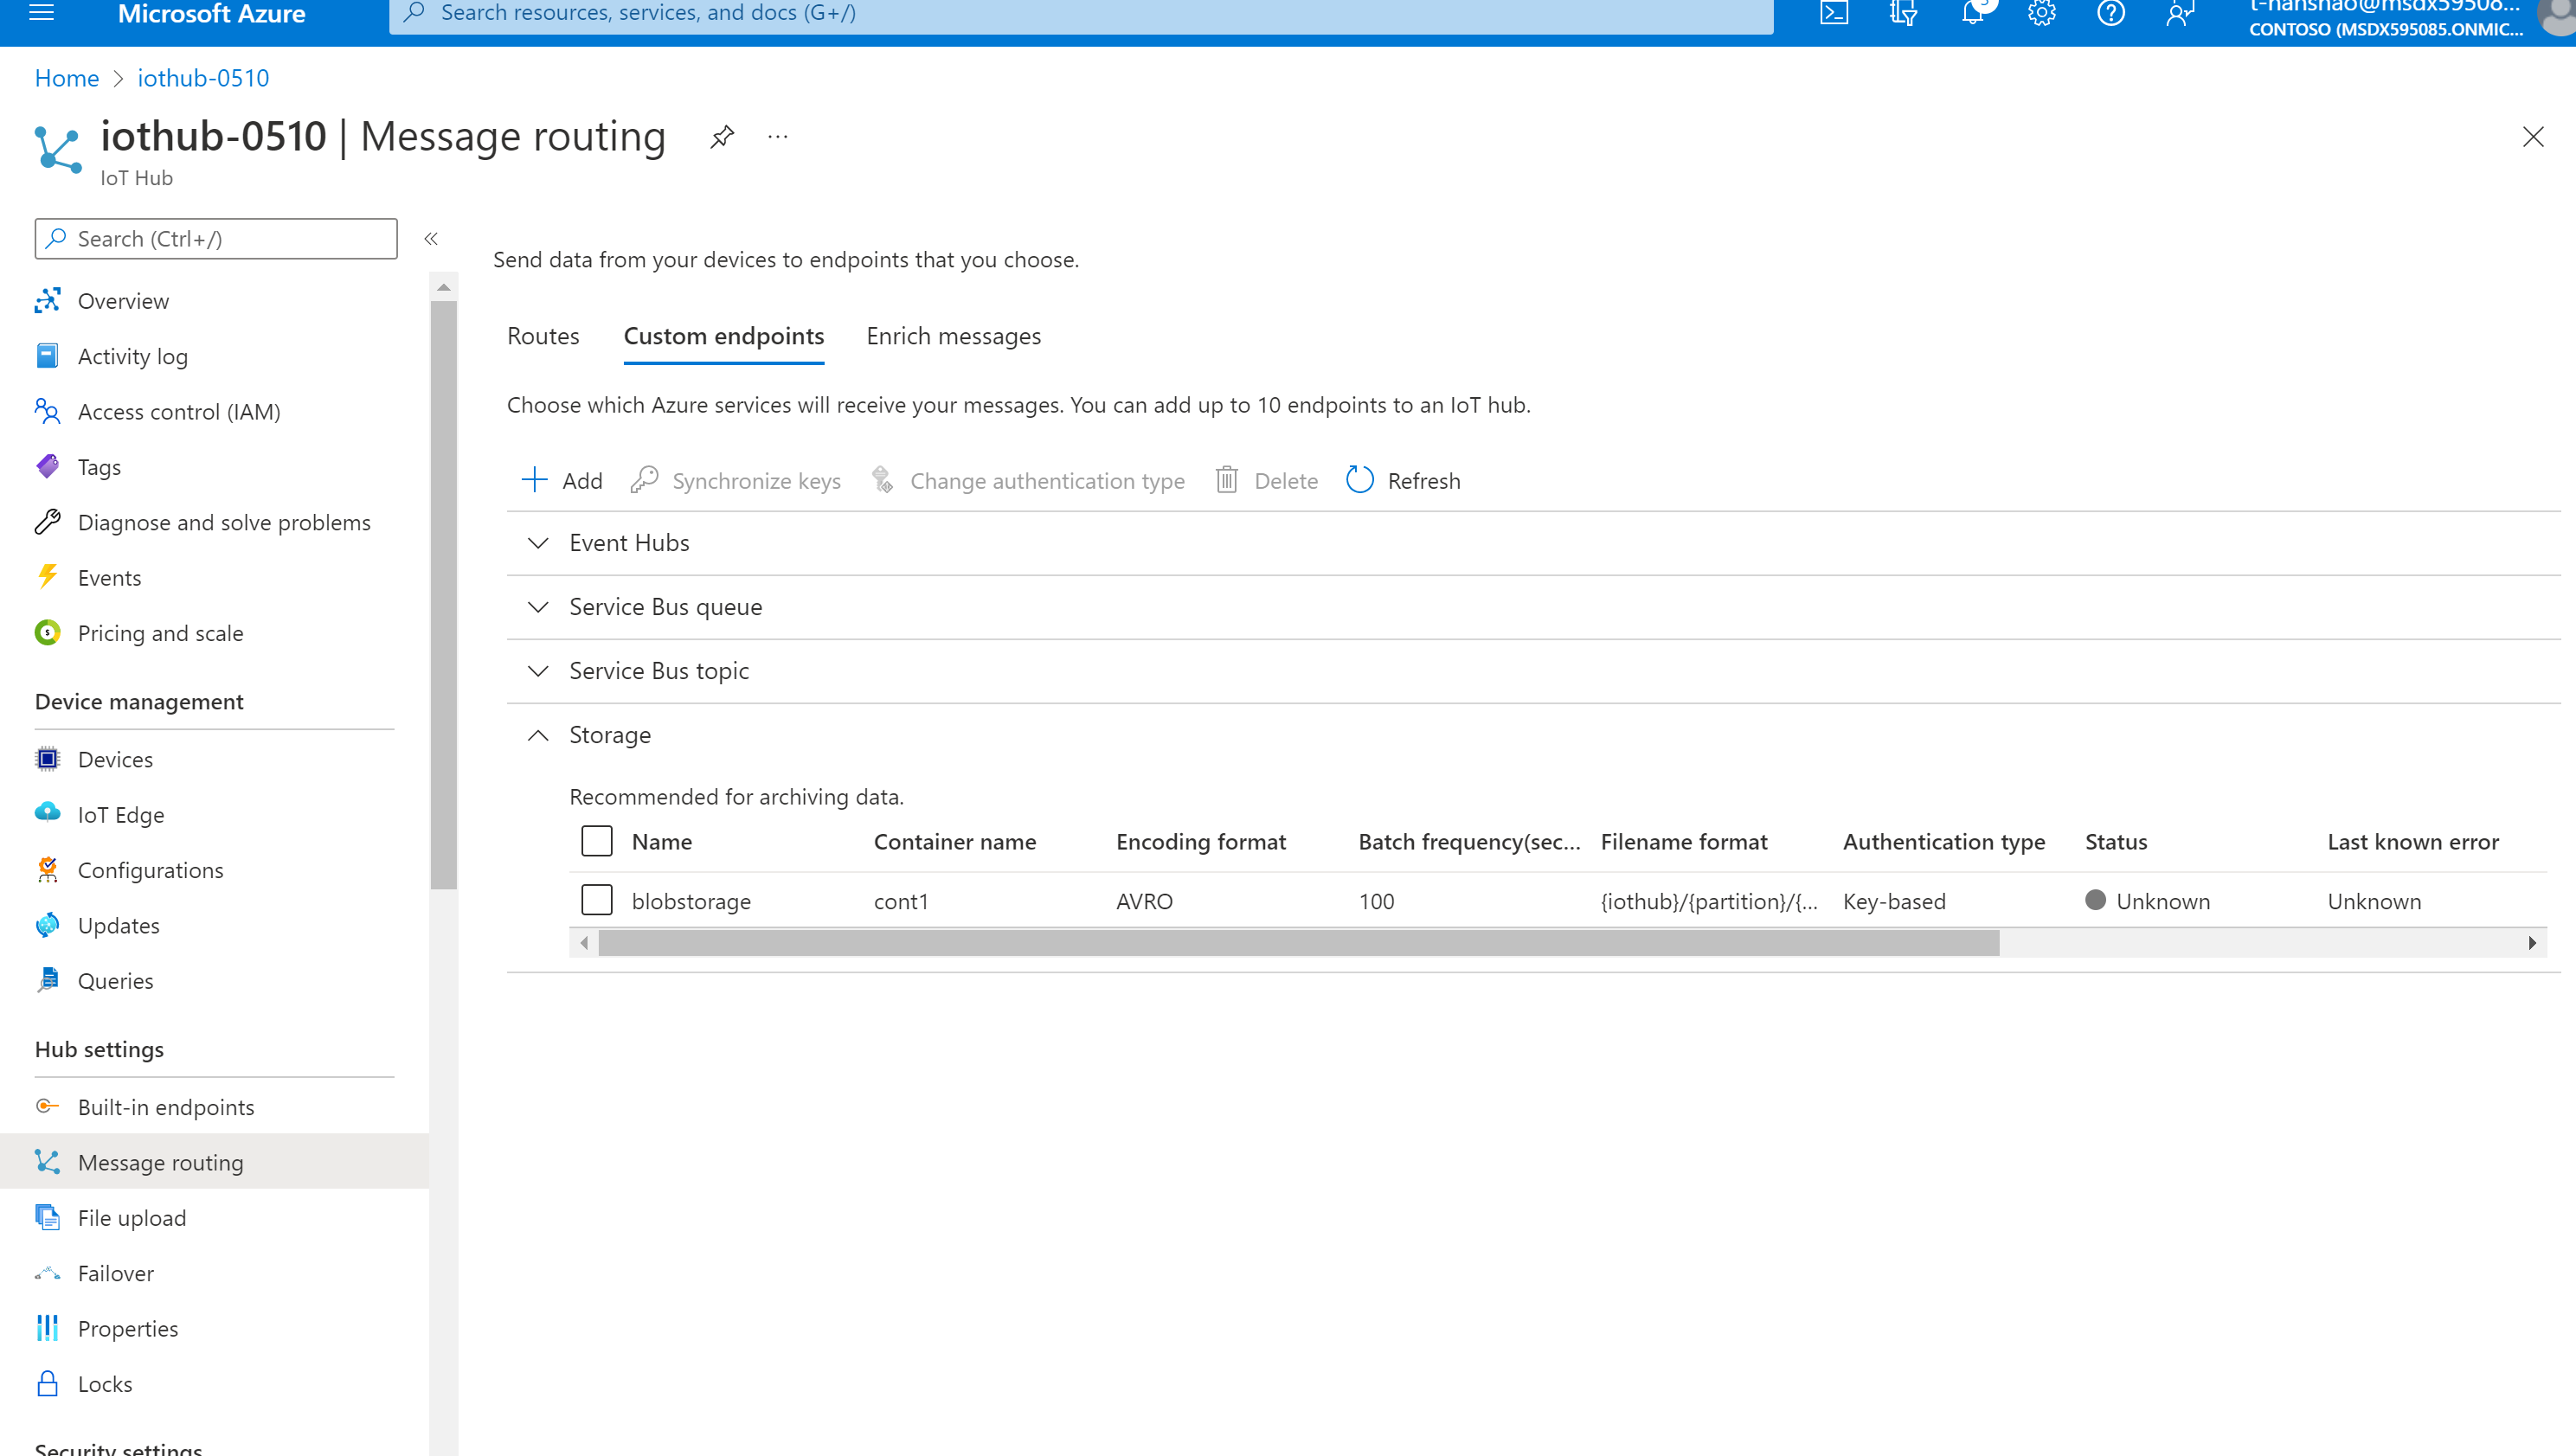 Microsoft Azure
Search resources, services, and docs (G+/)
CONTOSO (MSDX595085.ONMIC...
Home > iothub-0510
iothub-0510 | Message routing
...
IoT Hub
Search (Ctrl+/)
«
Overview
Activity log
Access control (IAM)
Tags
Diagnose and solve problems
Events
Pricing and scale
Device management
Devices
IoT Edge
Configurations
Updates
Queries
Hub settings
Built-in endpoints
Message routing
File upload
Failover
Properties
Locks
Security settings
Send data from your devices to endpoints that you choose.
Routes Custom endpoints Enrich messages
Choose which Azure services will receive your messages. You can add up to 10 endpoints to an IoT hub.
Add Synchronize keys Change authentication type Delete Refresh
Event Hubs
Service Bus queue
Service Bus topic
Storage
Recommended for archiving data.
Name Container name Encoding format Batch frequency(sec... Filename format Authentication type Status Last known error
blobstorage cont1 AVRO 100 {iothub}/{partition}/{... Key-based Unknown Unknown